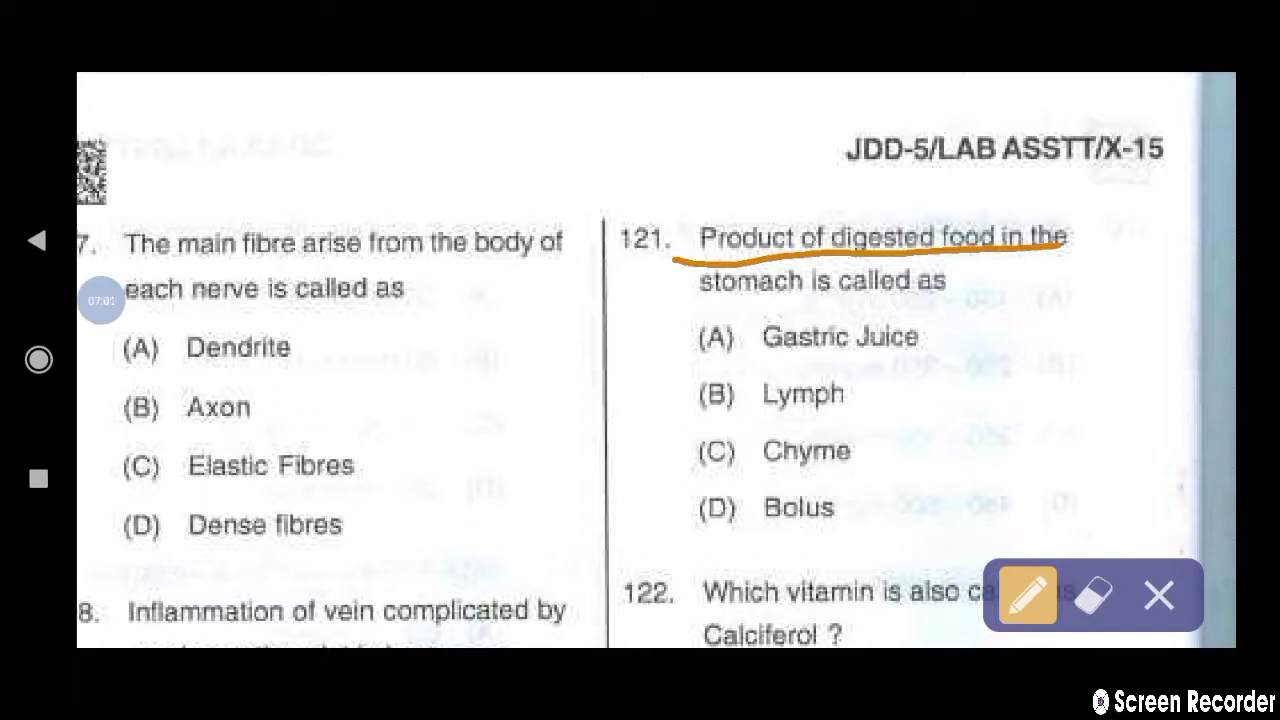 JDD-5/LAB ASSTT/X-15
7. The main fibre arise from the body of
each nerve is called as
(A) Dendrite
(B) Axon
(C) Elastic Fibres
(D) Dense fibres
8. Inflammation of vein complicated by
121. Product of digested food in the
stomach is called as
(A) Gastric Juice
(B) Lymph
(C) Chyme
(D) Bolus
122. Which vitamin is also
Calciferol ?
07:01
Screen Recorder